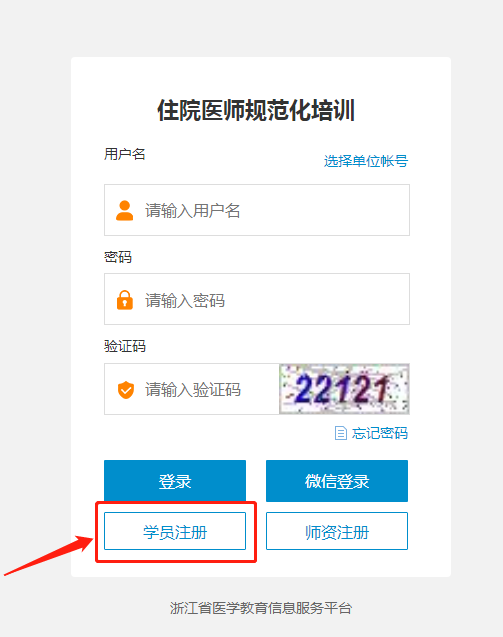 住院医师规范化培训
用户名
选择单位帐号
请输入用户名
密码
请输入密码
验证码
请输入验证码
22121
忘记密码
登录
微信登录
学员注册
师资注册
浙江省医学教育信息服务平台